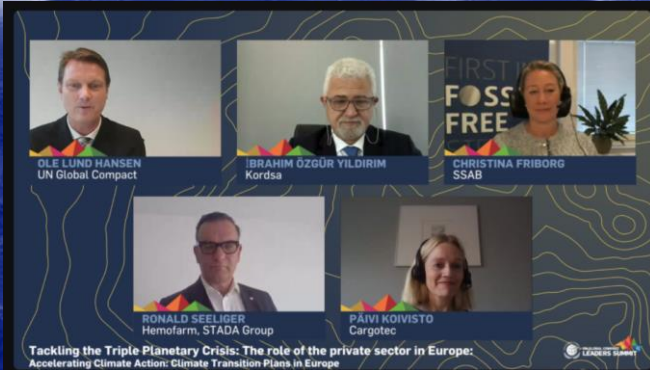 FIRST IN
FOSS
FREE
OLE LUND HANSEN
UN Global Compact
İBRAHIM ÖZGÜR YILDIRIM
Kordsa
CHRISTINA FRIBORG
SSAB
RONALD SEELIGER
Hemofarm, STADA Group
PÄIVI KOIVISTO
Cargotec
Tackling the Triple Planetary Crisis: The role of the private sector in Europe:
Accelerating Climate Action: Climate Transition Plans in Europe
LEADERS SUMMIT